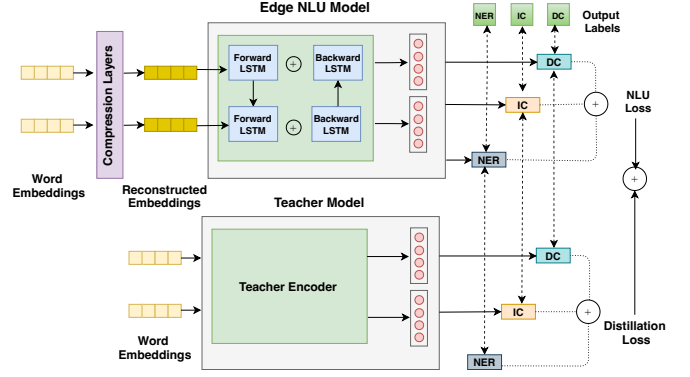 Edge NLU Model
NER
IC
DC
Output
Labels
Compression Layers
Forward
LSTM
Backward
LSTM
DC
NLU
Loss
IC
Forward
LSTM
Backward
LSTM
NER
Word
Embeddings
Reconstructed
Embeddings
Teacher Model
DC
Teacher Encoder
IC
Word
Embeddings
Distillation
Loss
NER